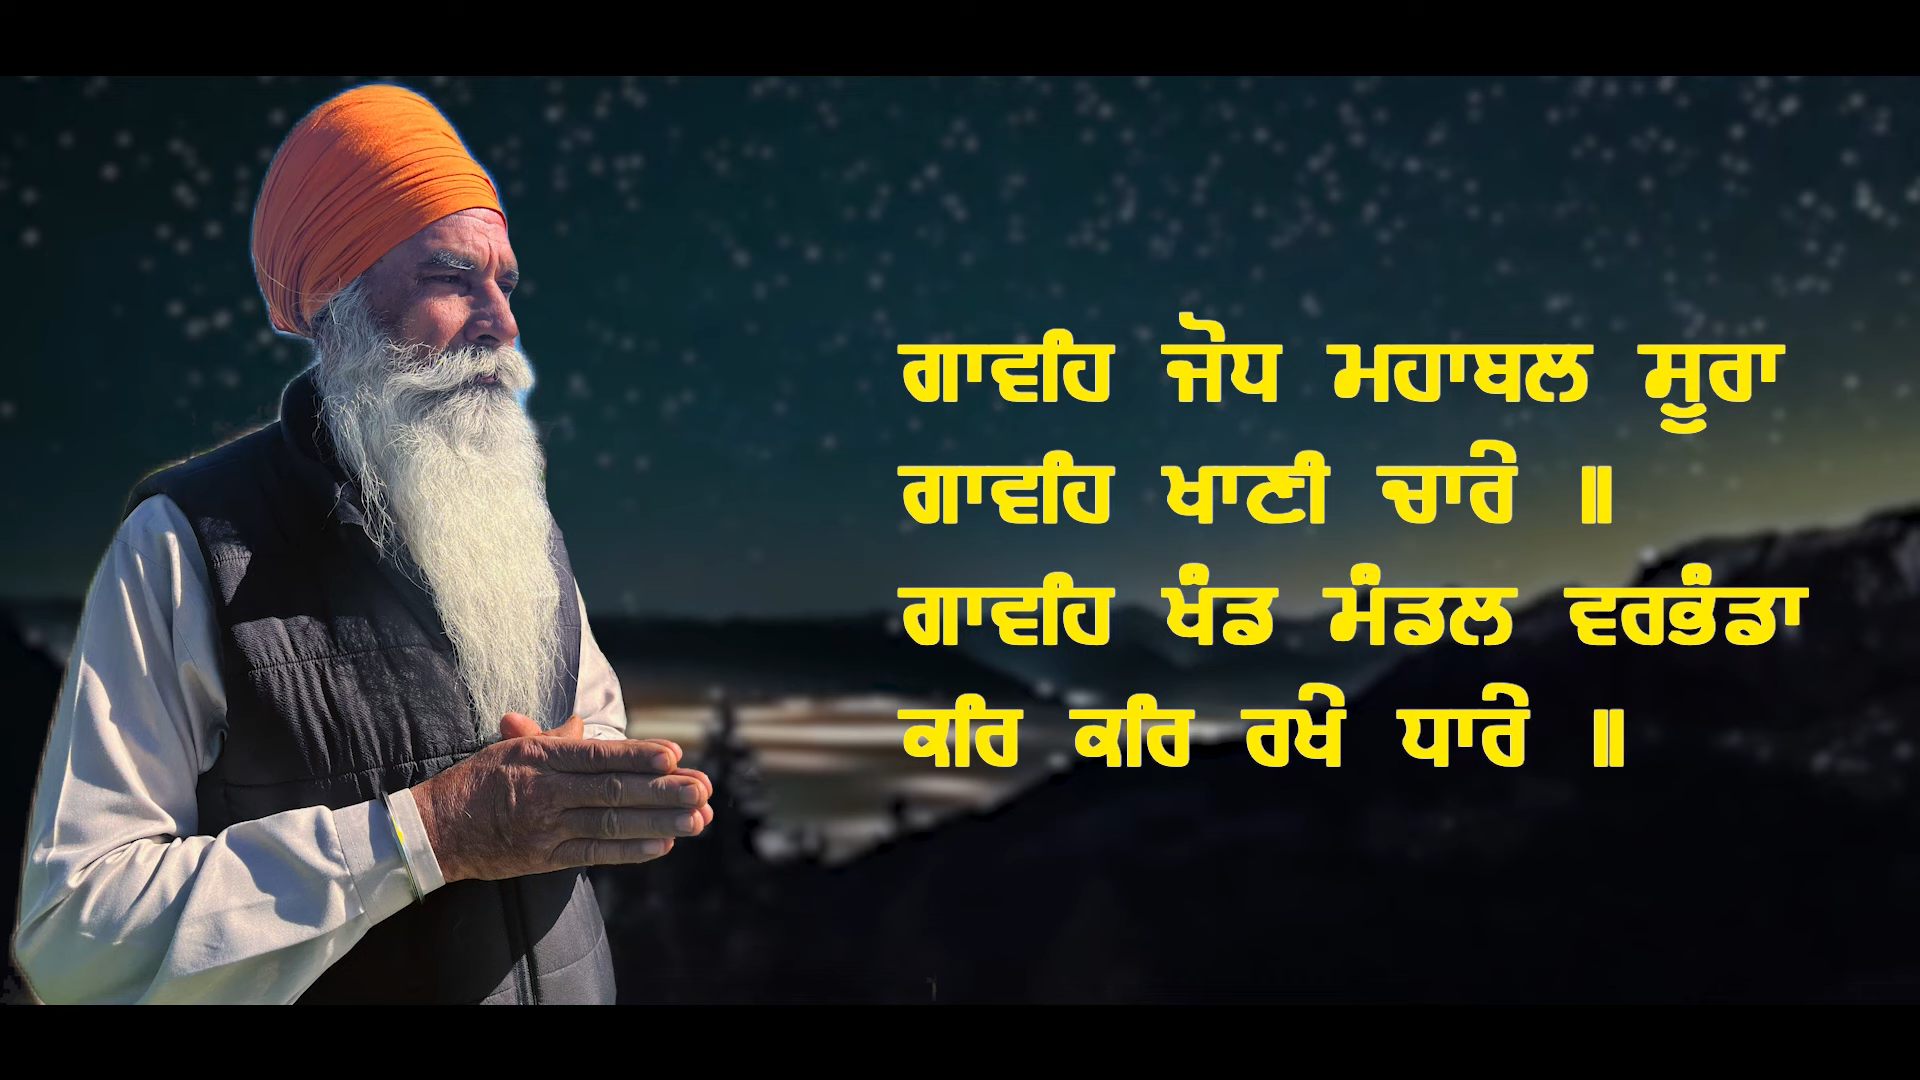 ਗਾਵਹਿ ਜੋਧ ਮਹਾਬਲ ਸੂਰਾ
ਗਾਵਹਿ ਖਾਣੀ ਚਾਰੇ ॥
ਗਾਵਹਿ ਖੰਡ ਮੰਡਲ ਵਰਭੰਡਾ
ਕਰਿ ਕਰਿ ਰਖੇ ਧਾਰੇ ॥